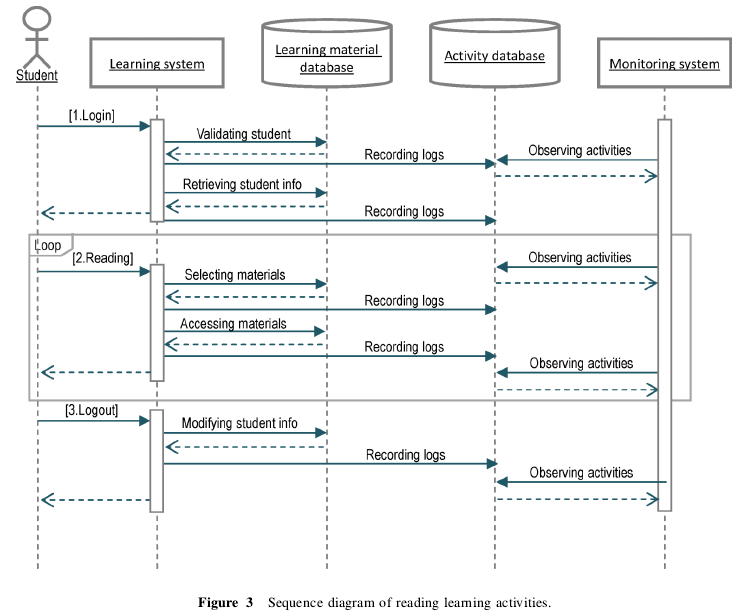 Student
Learning system
Learning material
database
Activity database
Monitoring system
[1.Login]
Validating student
Recording logs
Observing activities
Retrieving student info
Recording logs
Loop
[2.Reading]
Observing activities
Selecting materials
Recording logs
Accessing materials
Recording logs
Observing activities
[3.Logout]
Modifying student info
Recording logs
Observing activities
Figure 3 Sequence diagram of reading learning activities.